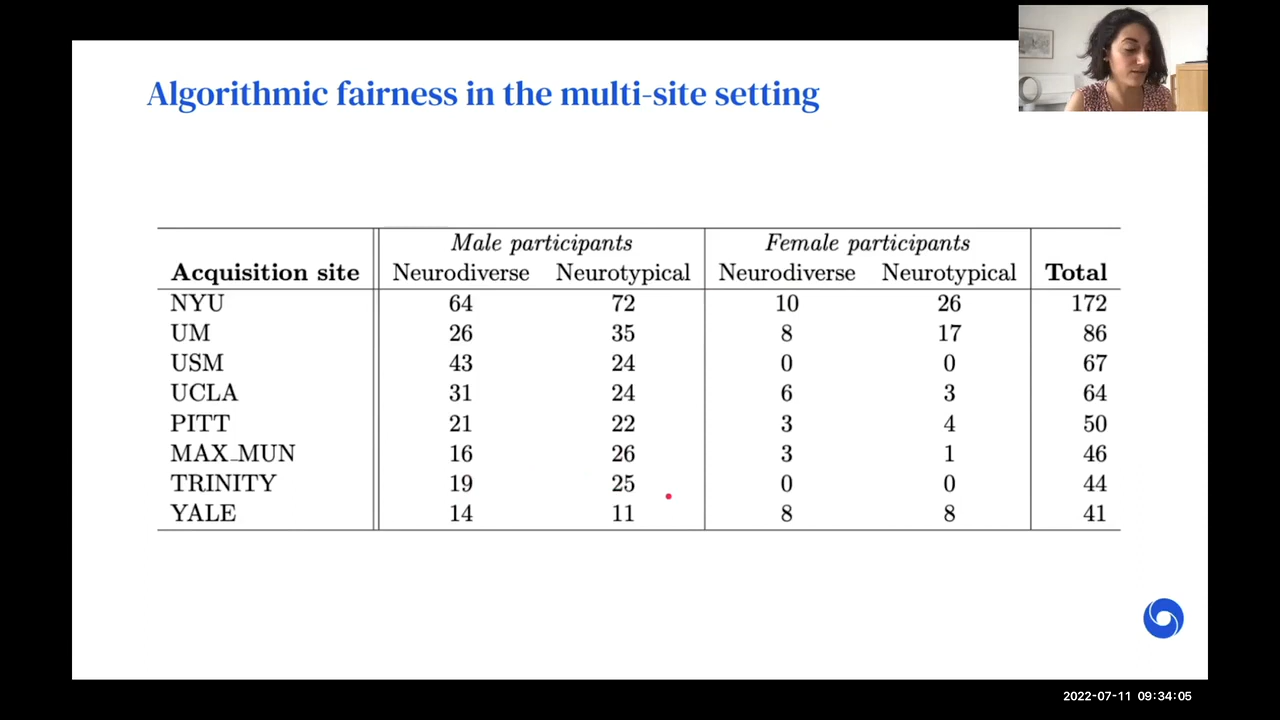 Algorithmic fairness in the multi-site setting
Male participants Female participants
Acquisition site Neurodiverse Neurotypical Neurodiverse Neurotypical Total
NYU 64 72 10 26 172
UM 26 35 8 17 86
USM 43 24 0 0 67
UCLA 31 24 6 3 64
PITT 21 22 3 4 50
MAX_MUN 16 26 3 1 46
TRINITY 19 25 0 0 44
YALE 14 11 8 8 41
2022-07-11 09:34:05